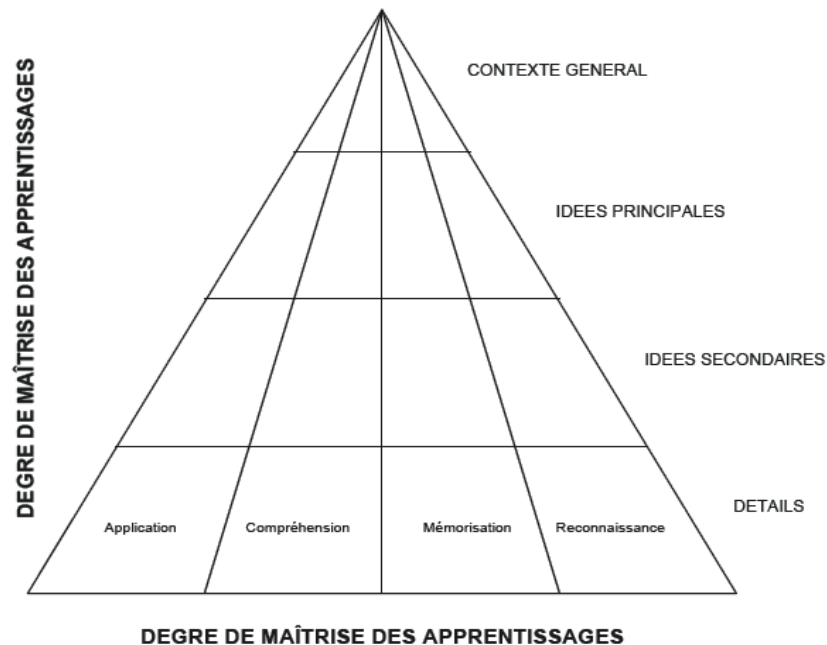 CONTEXTE GENERAL
DEGRE DE MAÎTRISE DES APPRENTISSAGES
IDEES PRINCIPALES
IDEES SECONDAIRES
DETAILS
Application
Compréhension
Mémorisation
Reconnaissance
DEGRE DE MAÎTRISE DES APPRENTISSAGES